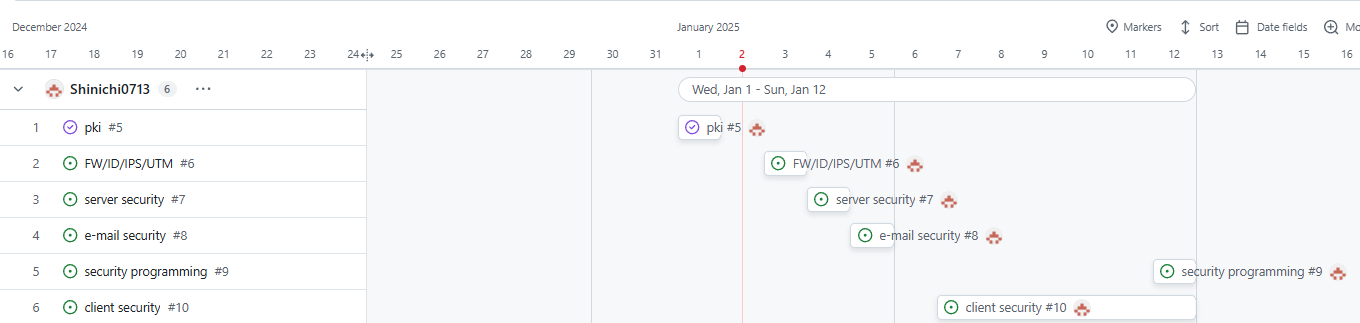 December 2024
January 2025
Markers
Sort
Date fields
Mo
16 17 18 19 20 21 22 23 24 25 26 27 28 29 30 31 1 2 3 4 5 6 7 8 9 10 11 12 13 14 15 16
Shinichi0713 6 ...
Wed, Jan 1 - Sun, Jan 12
1 pki #5
pki #5
2 FW/ID/IPS/UTM #6
FW/ID/IPS/UTM #6
3 server security #7
server security #7
4 e-mail security #8
e-mail security #8
5 security programming #9
security programming #9
6 client security #10
client security #10